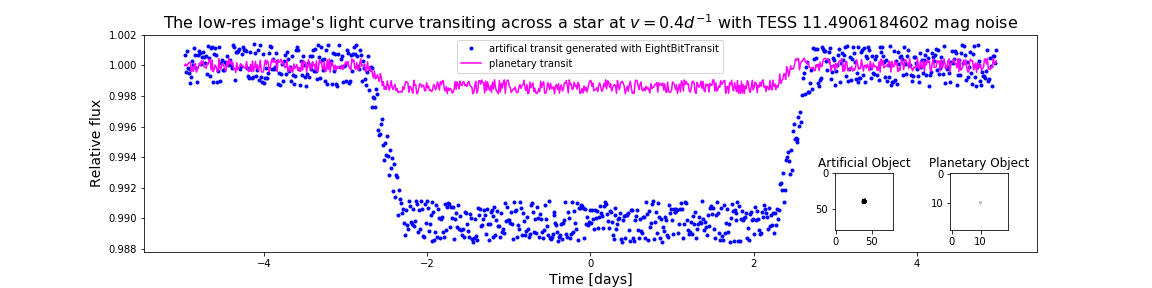 The low-res image's light curve transiting across a star at v = 0.4d⁻¹ with TESS 11.4906184602 mag noise
artifical transit generated with EightBitTransit
planetary transit
Relative flux
1.002
1.000
0.998
0.996
0.994
0.992
0.990
0.988
Artificial Object
0
50
0 50
Planetary Object
0
10
0 10
−4 −2 0 2 4
Time [days]